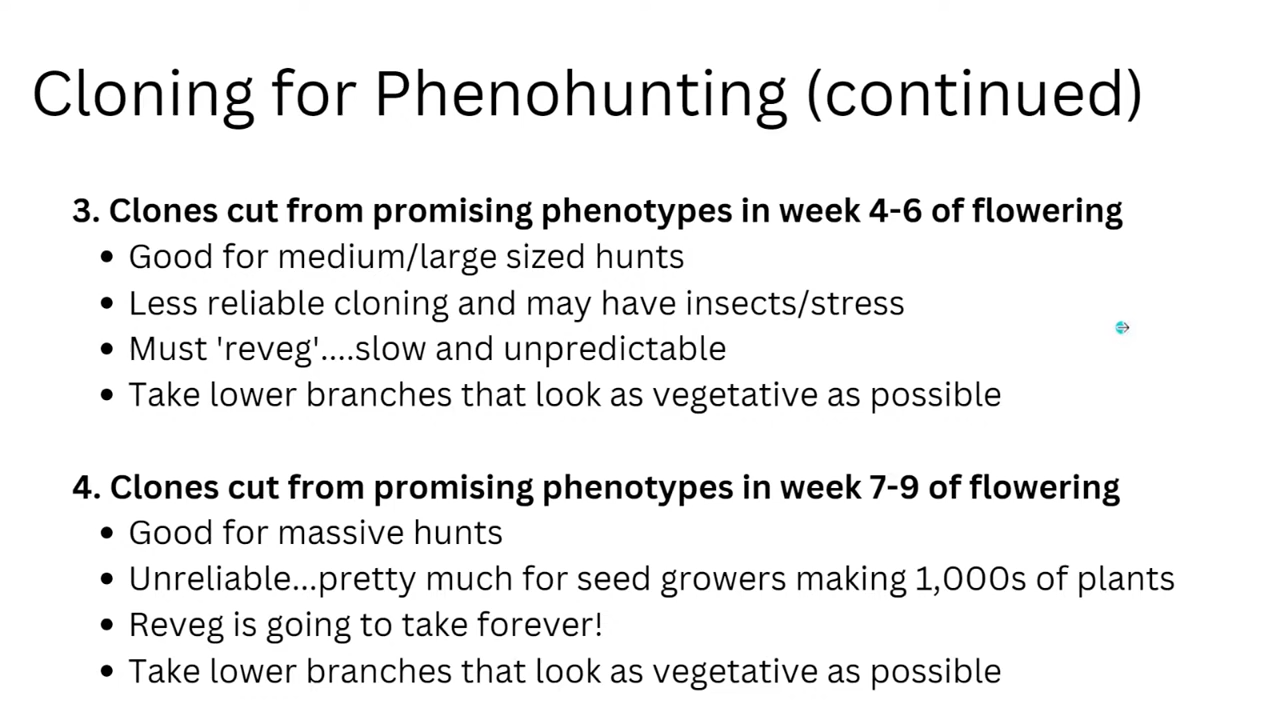 Cloning for Phenohunting (continued)
3. Clones cut from promising phenotypes in week 4-6 of flowering
• Good for medium/large sized hunts
• Less reliable cloning and may have insects/stress
• Must 'reveg'....slow and unpredictable
• Take lower branches that look as vegetative as possible
4. Clones cut from promising phenotypes in week 7-9 of flowering
• Good for massive hunts
• Unreliable...pretty much for seed growers making 1,000s of plants
• Reveg is going to take forever!
• Take lower branches that look as vegetative as possible